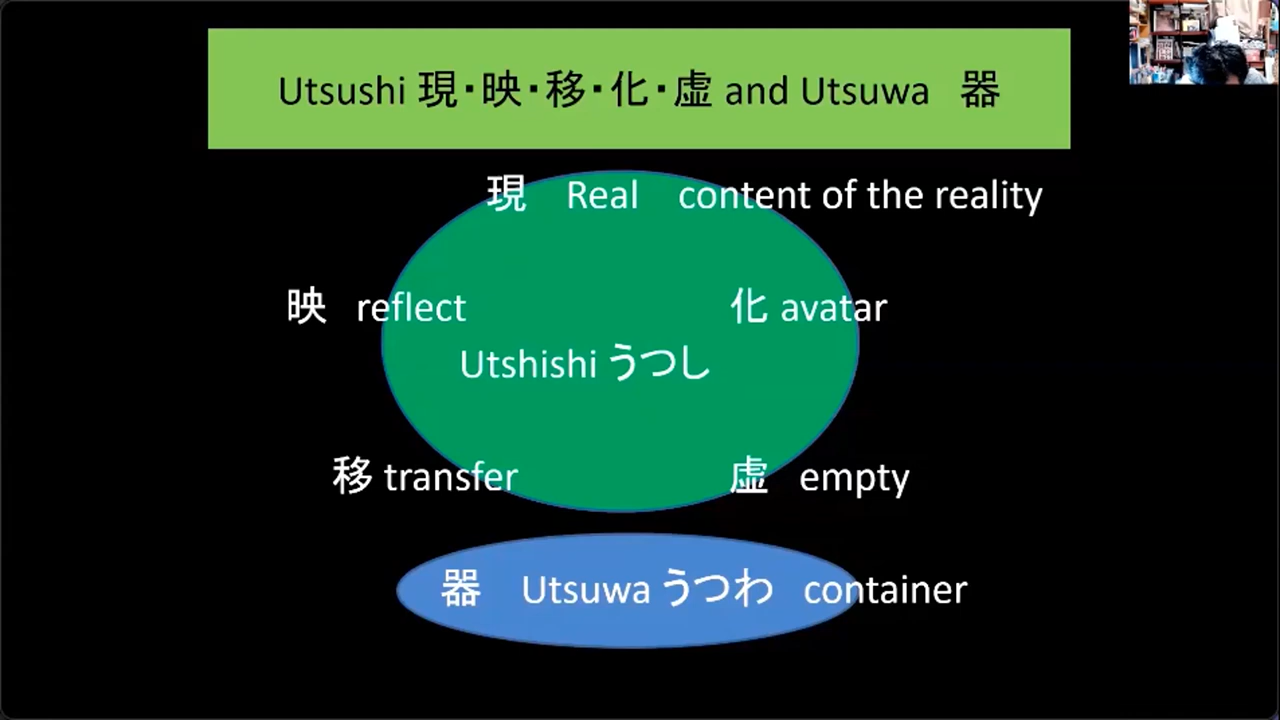 Utsushi 現・映・移・化・虚 and Utsuwa 器
現 Real content of the reality
映 reflect 化 avatar
Utshishi うつし
移 transfer 虚 empty
器 Utsuwa うつわ container